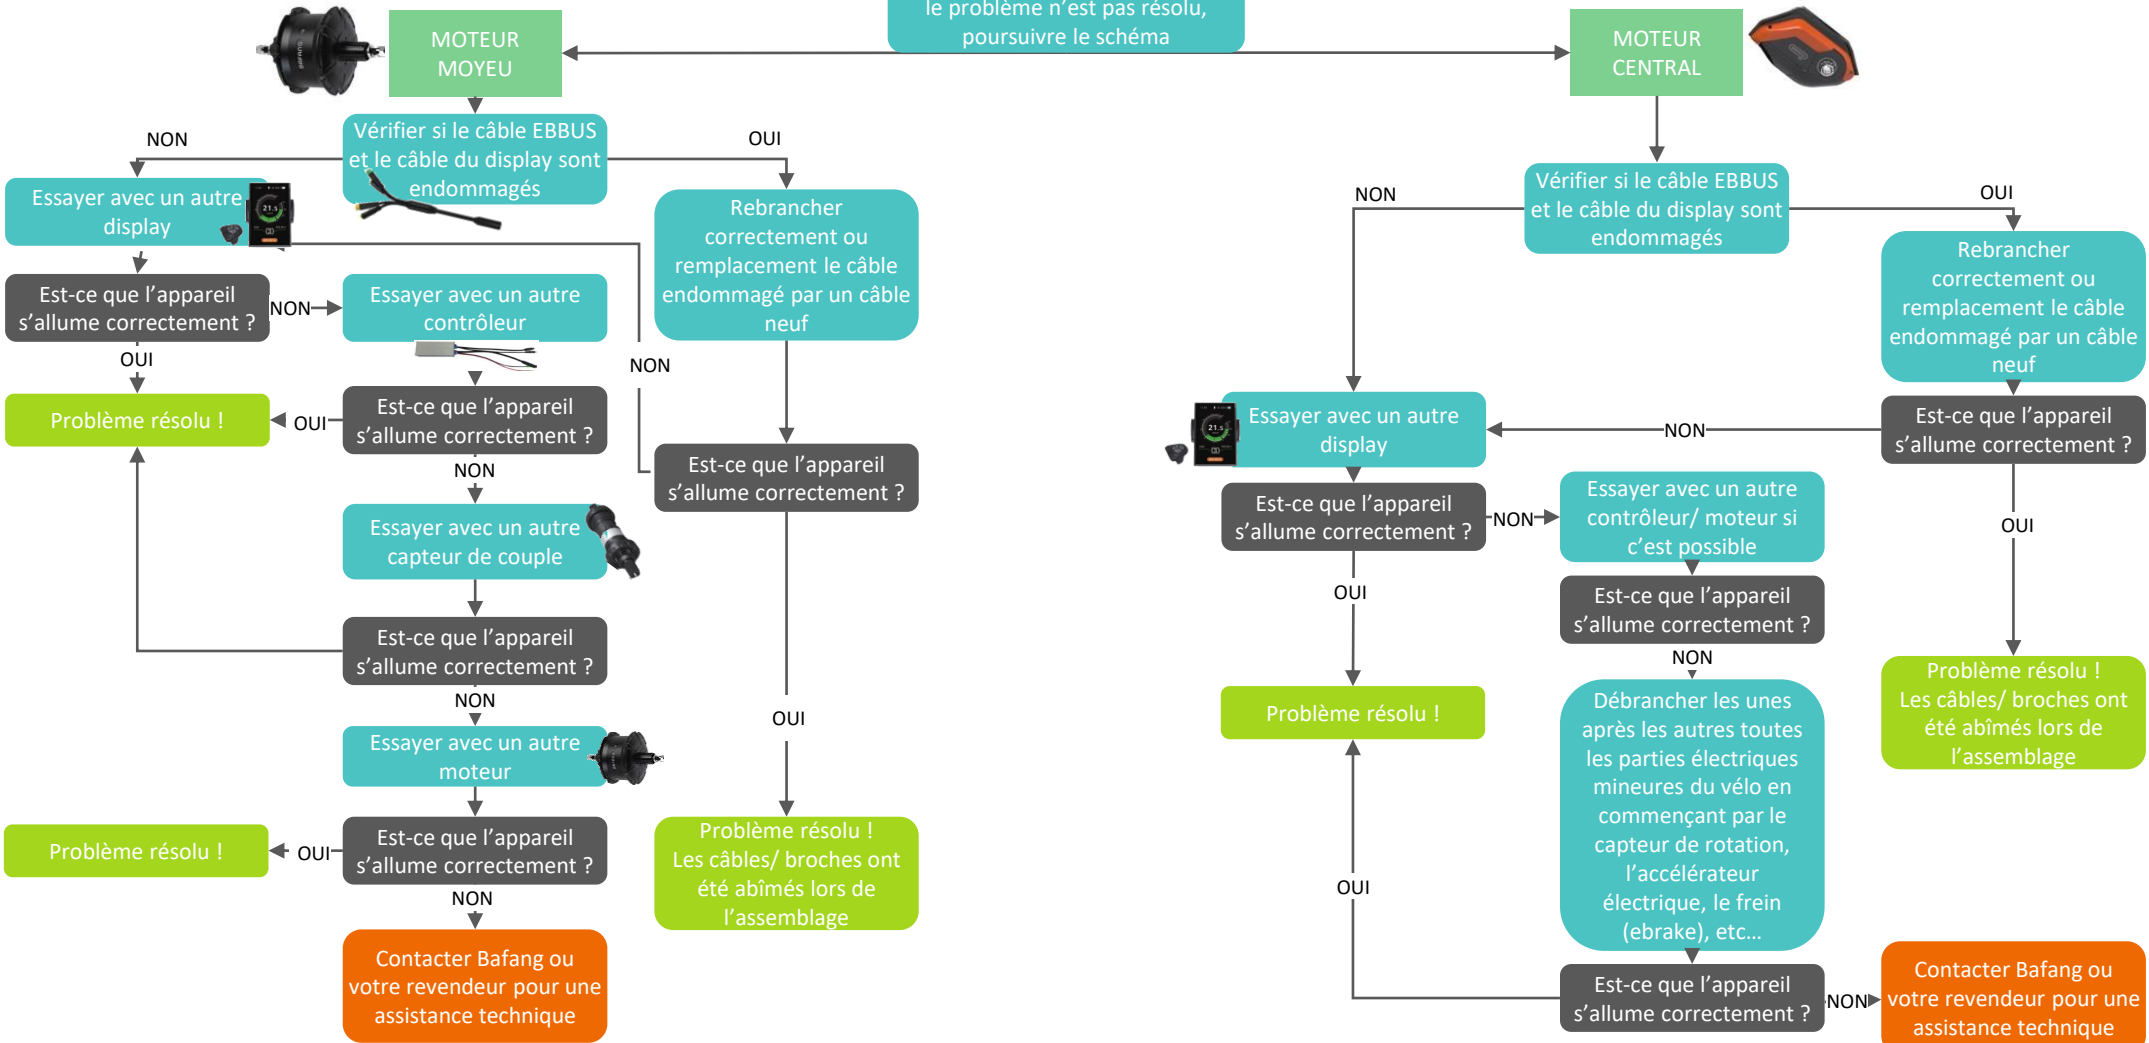 le problème n'est pas résolu,
poursuivre le schéma
MOTEUR
MOYEU
MOTEUR
CENTRAL
NON
Vérifier si le câble EBBUS
et le câble du display sont
endommagés
OUI
Essayer avec un autre
display
Rebrancher
correctement ou
remplacement le câble
endommagé par un câble
neuf
Est-ce que l'appareil
s'allume correctement ?
NON
Essayer avec un autre
contrôleur
OUI
NON
Problème résolu !
OUI
Est-ce que l'appareil
s'allume correctement ?
NON
Est-ce que l'appareil
s'allume correctement ?
Essayer avec un autre
capteur de couple
Est-ce que l'appareil
s'allume correctement ?
NON
OUI
Essayer avec un autre
moteur
Problème résolu !
OUI
Est-ce que l'appareil
s'allume correctement ?
Problème résolu !
Les câbles/ broches ont
été abîmés lors de
l'assemblage
NON
Contacter Bafang ou
votre revendeur pour une
assistance technique
NON
Vérifier si le câble EBBUS
et le câble du display sont
endommagés
OUI
Rebrancher
correctement ou
remplacement le câble
endommagé par un câble
neuf
Essayer avec un autre
display
NON
Est-ce que l'appareil
s'allume correctement ?
Est-ce que l'appareil
s'allume correctement ?
NON
Essayer avec un autre
contrôleur/ moteur si
c'est possible
OUI
OUI
Est-ce que l'appareil
s'allume correctement ?
NON
Problème résolu !
Débrancher les unes
après les autres toutes
les parties électriques
mineures du vélo en
commençant par le
capteur de rotation,
l'accélérateur
électrique, le frein
(ebrake), etc…
Problème résolu !
Les câbles/ broches ont
été abîmés lors de
l'assemblage
OUI
Est-ce que l'appareil
s'allume correctement ?
NON
Contacter Bafang ou
votre revendeur pour une
assistance technique
21.5
21.5